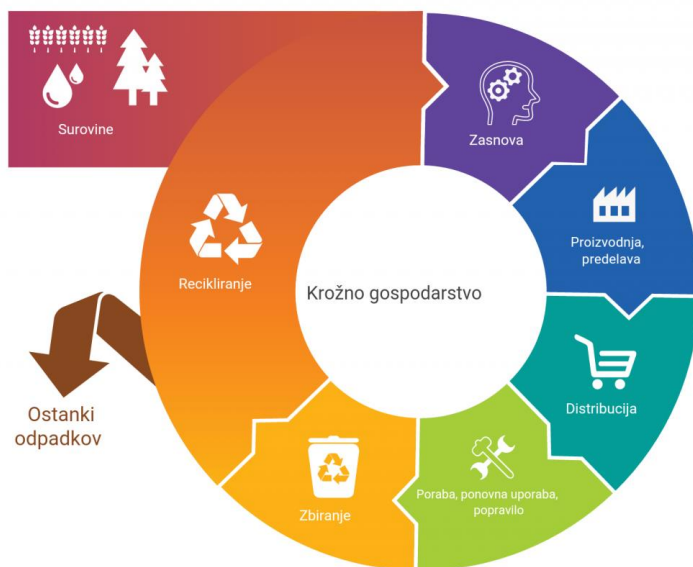 Surovine
Zasnova
Proizvodnja,
predelava
Distribucija
Poraba, ponovna uporaba,
popravilo
Zbiranje
Recikliranje
Krožno gospodarstvo
Ostanki
odpadkov